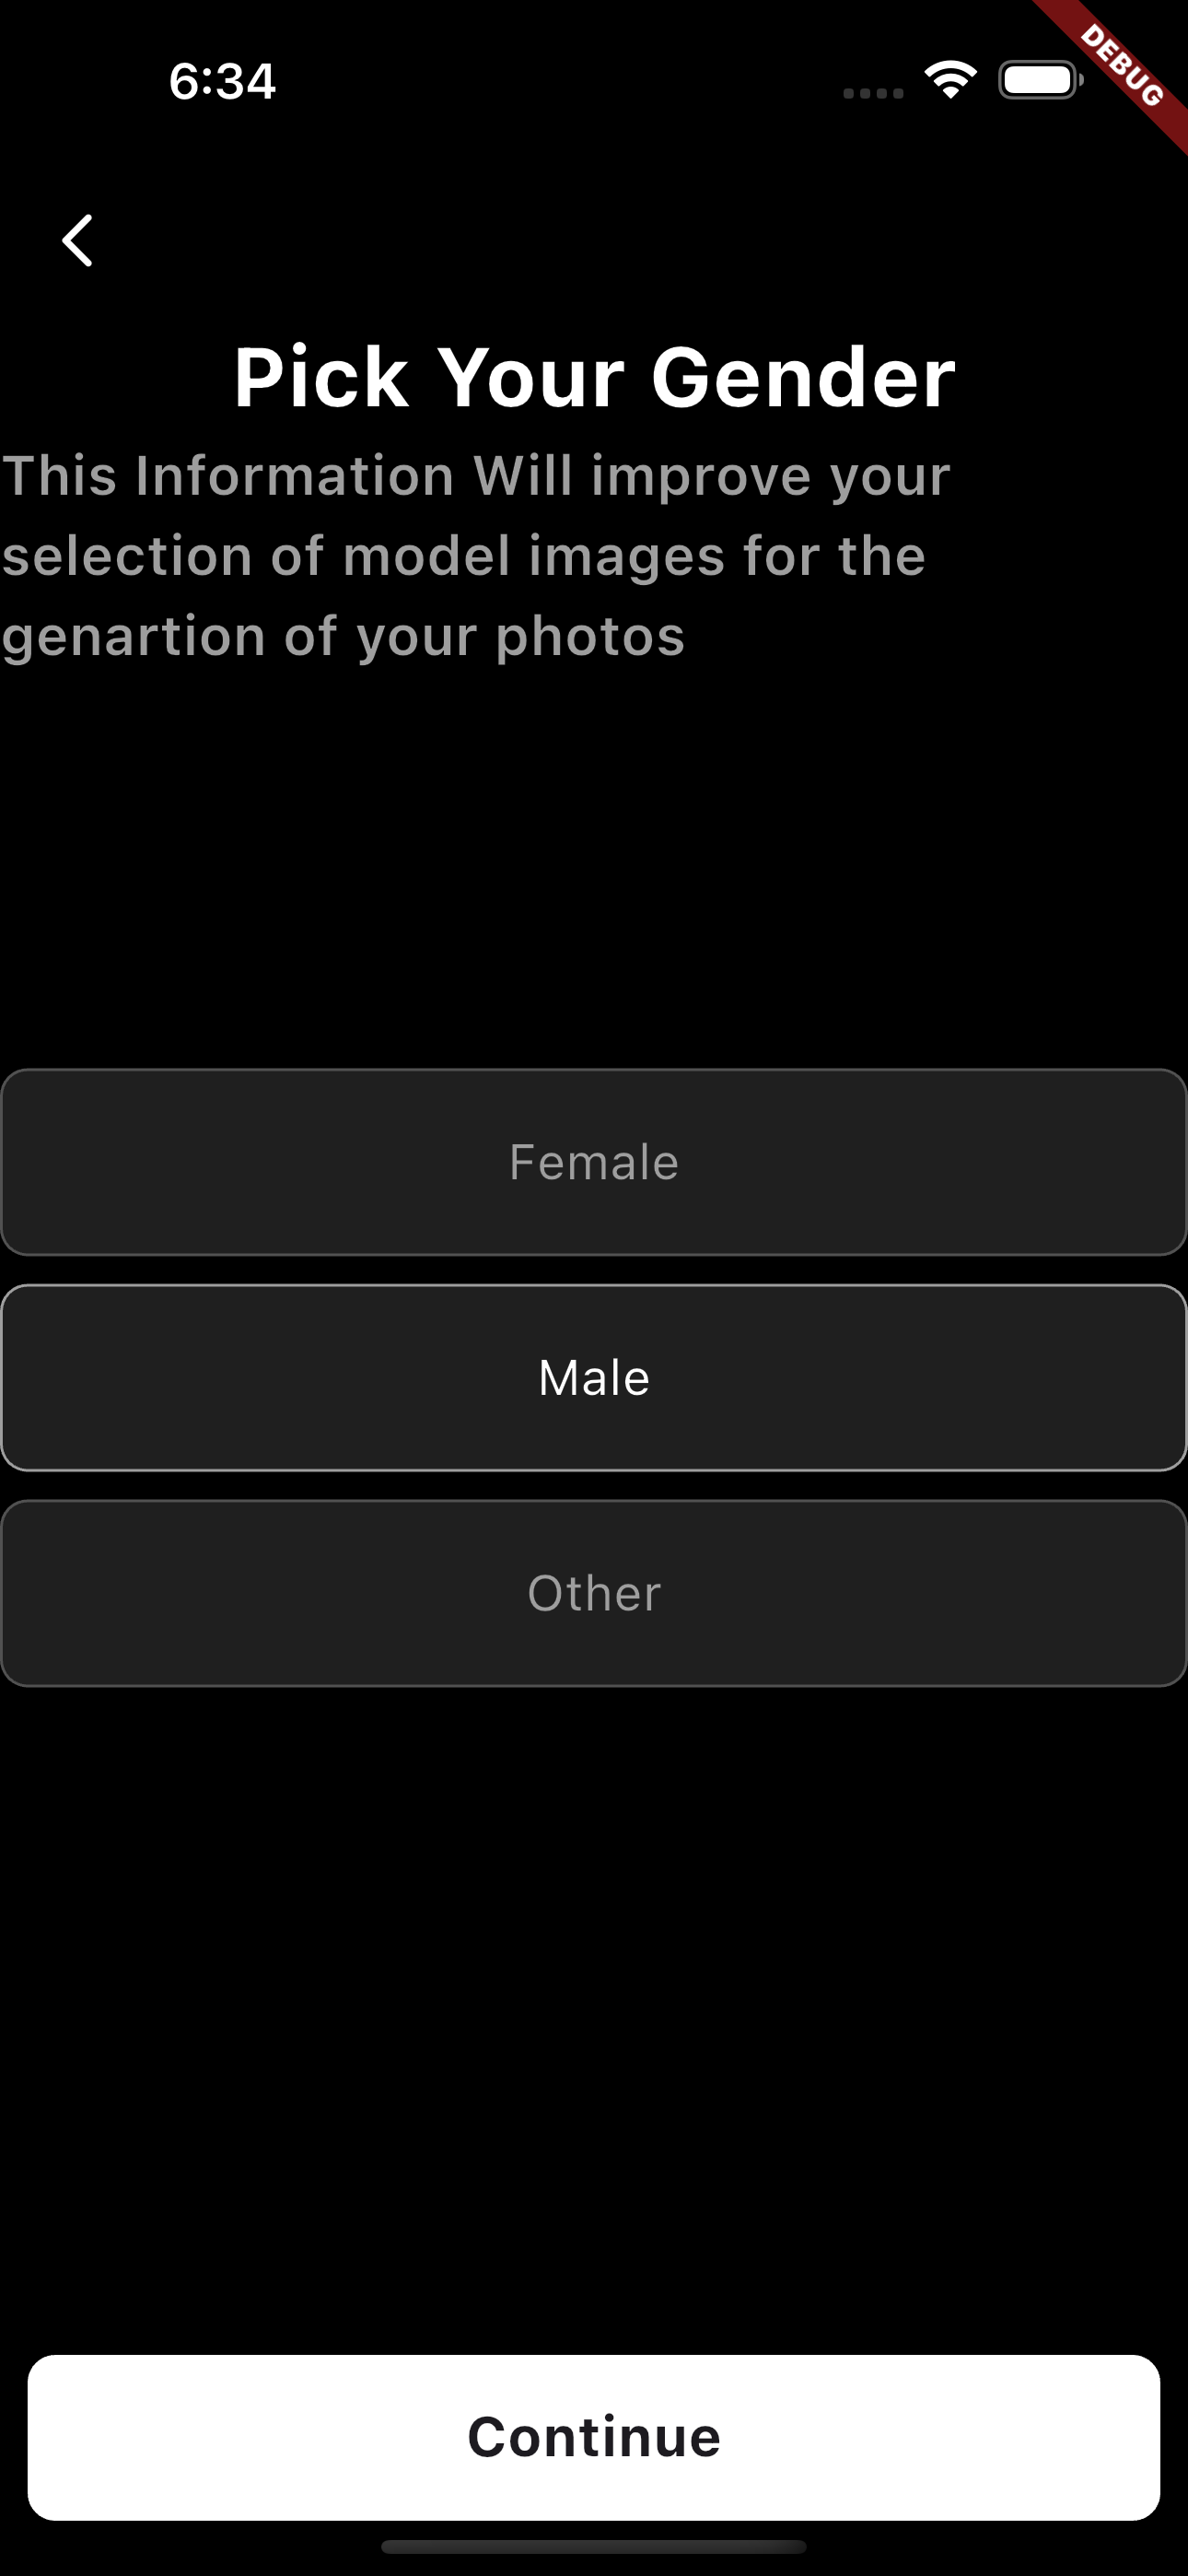 6:34
DEBUG
Pick Your Gender
This Information Will improve your
selection of model images for the
genartion of your photos
Female
Male
Other
Continue